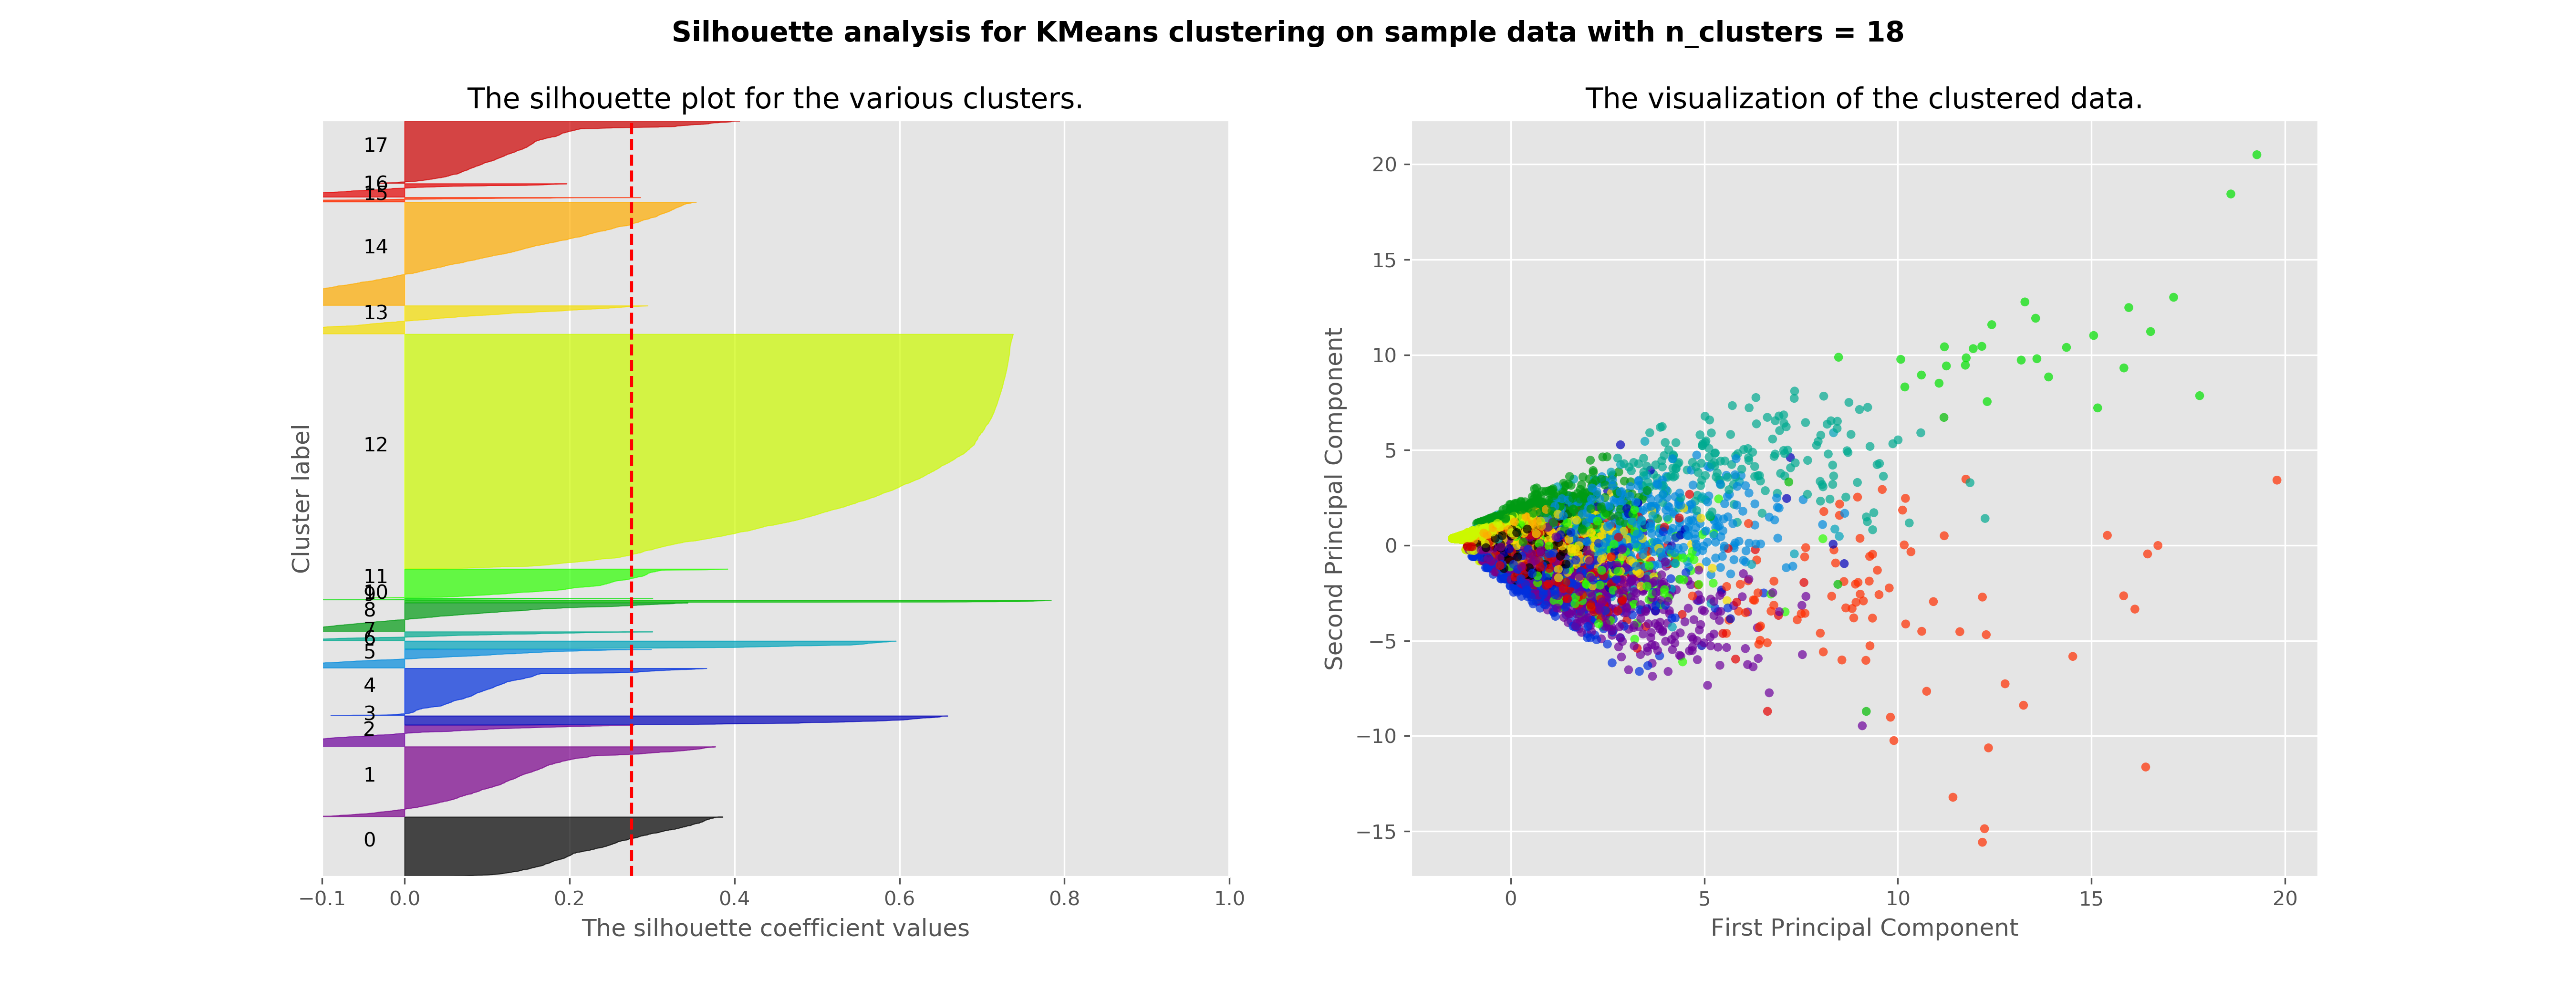 Silhouette analysis for KMeans clustering on sample data with n_clusters = 18
The silhouette plot for the various clusters.
17
16
15
14
13
12
11
10
9
8
7
6
5
4
3
2
1
0
Cluster label
−0.1 0.0 0.2 0.4 0.6 0.8 1.0
The silhouette coefficient values
The visualization of the clustered data.
20
15
10
5
0
−5
−10
−15
Second Principal Component
0 5 10 15 20
First Principal Component